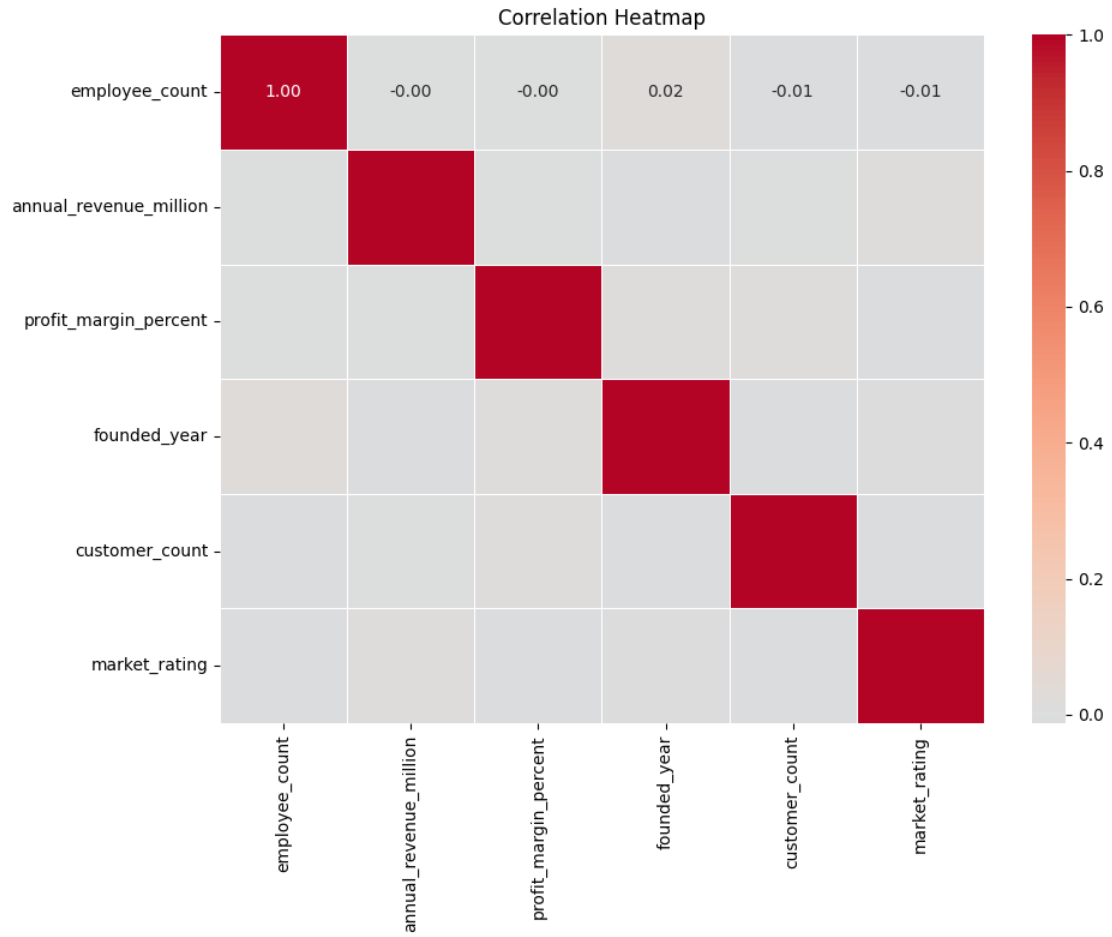 Correlation Heatmap
employee_count 1.00 -0.00 -0.00 0.02 -0.01 -0.01
annual_revenue_million
profit_margin_percent
founded_year
customer_count
market_rating
employee_count
annual_revenue_million
profit_margin_percent
founded_year
customer_count
market_rating
1.0
0.8
0.6
0.4
0.2
0.0